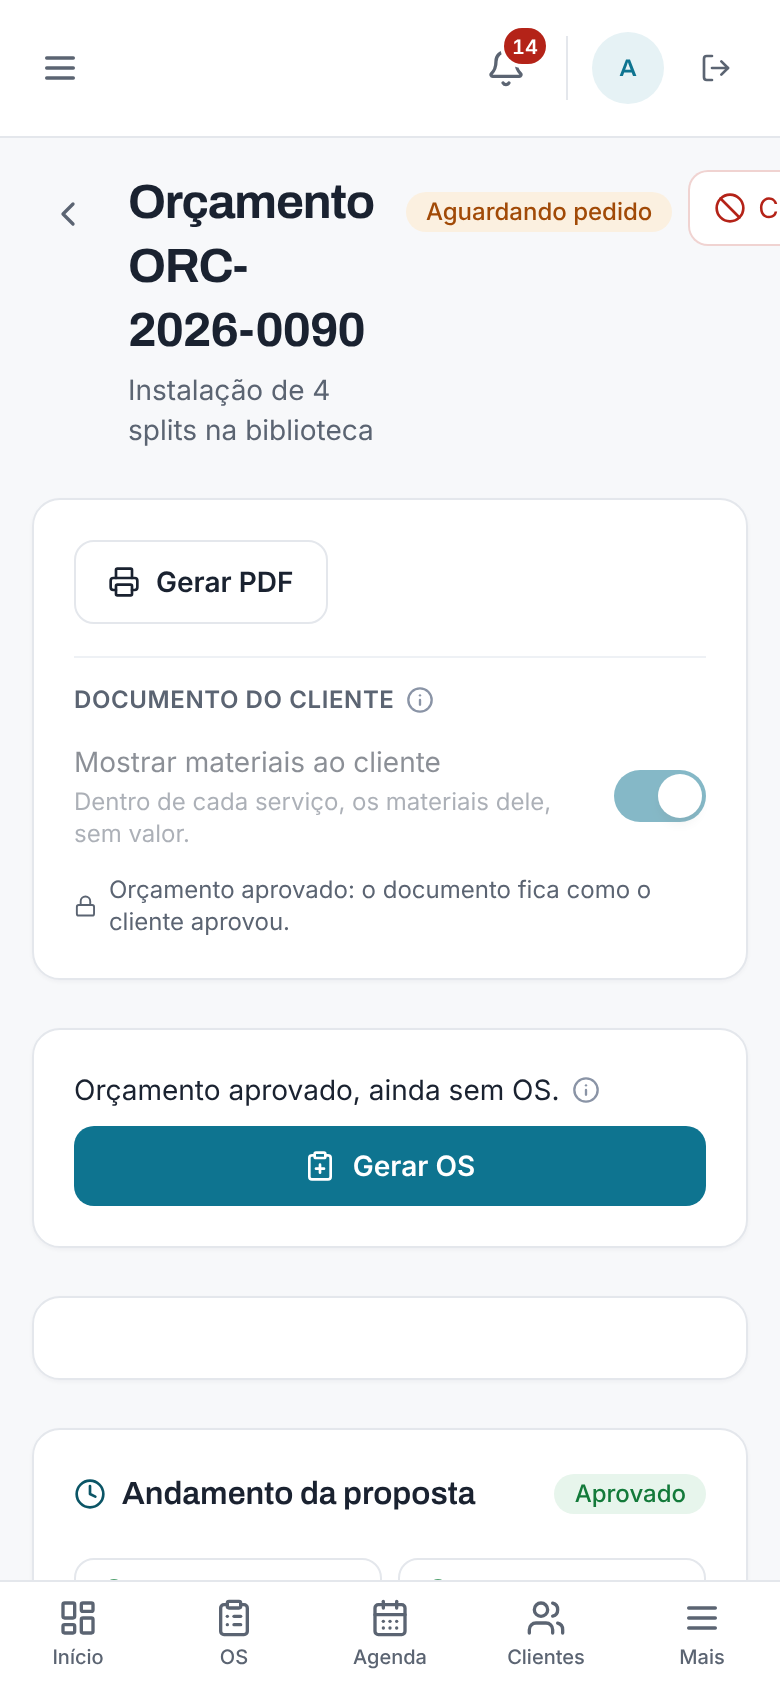 14
A
Orçamento
ORC-
2026-0090
Aguardando pedido
C
Instalação de 4
splits na biblioteca
Gerar PDF
DOCUMENTO DO CLIENTE
Mostrar materiais ao cliente
Dentro de cada serviço, os materiais dele,
sem valor.
Orçamento aprovado: o documento fica como o
cliente aprovou.
Orçamento aprovado, ainda sem OS.
Gerar OS
Andamento da proposta
Aprovado
Início
OS
Agenda
Clientes
Mais